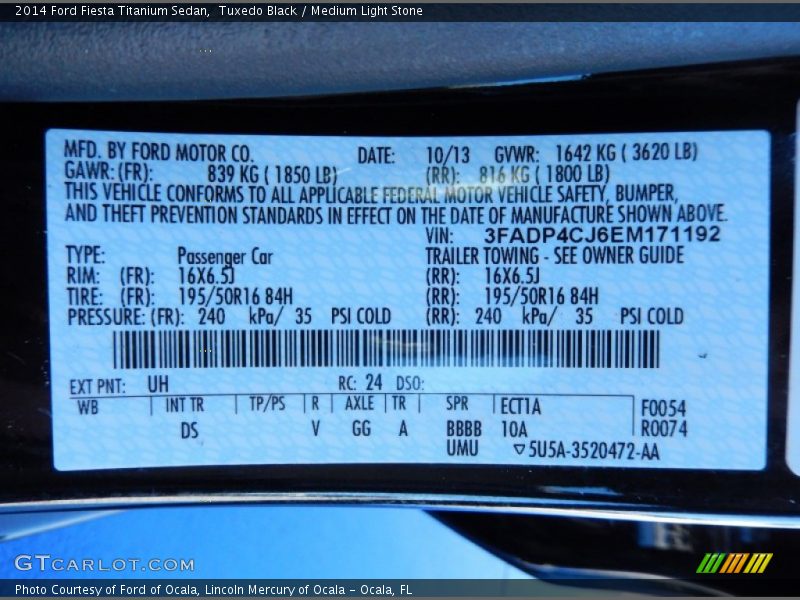 2014 Ford Fiesta Titanium Sedan,  Tuxedo Black / Medium Light Stone
MFD. BY FORD MOTOR CO. DATE: 10/13 GVWR: 1642 KG ( 3620 LB)
GAWR: (FR): 839 KG ( 1850 LB) (RR): 816 KG ( 1800 LB)
THIS VEHICLE CONFORMS TO ALL APPLICABLE FEDERAL MOTOR VEHICLE SAFETY, BUMPER,
AND THEFT PREVENTION STANDARDS IN EFFECT ON THE DATE OF MANUFACTURE SHOWN ABOVE.
VIN: 3FADP4CJ6EM171192
TYPE: Passenger Car TRAILER TOWING - SEE OWNER GUIDE
RIM: (FR): 16X6.5J (RR): 16X6.5J
TIRE: (FR): 195/50R16 84H (RR): 195/50R16 84H
PRESSURE: (FR): 240 kPa/ 35 PSI COLD (RR): 240 kPa/ 35 PSI COLD
EXT PNT: UH RC: 24 DSO:
WB INT TR TP/PS R AXLE TR SPR ECT1A F0054
DS V GG A BBBB 10A R0074
UMU ▽5U5A-3520472-AA
GTCARLOT.COM
Photo Courtesy of Ford of Ocala, Lincoln Mercury of Ocala – Ocala, FL